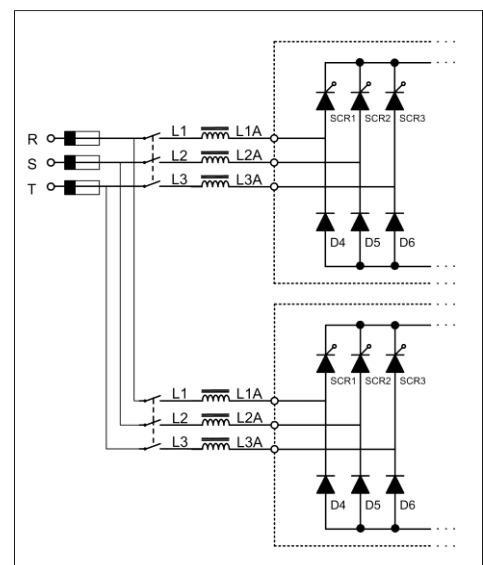 SCR1 SCR2 SCR3
R L1 L1A
S L2 L2A
T L3 L3A
D4 D5 D6
SCR1 SCR2 SCR3
L1 L1A
L2 L2A
L3 L3A
D4 D5 D6